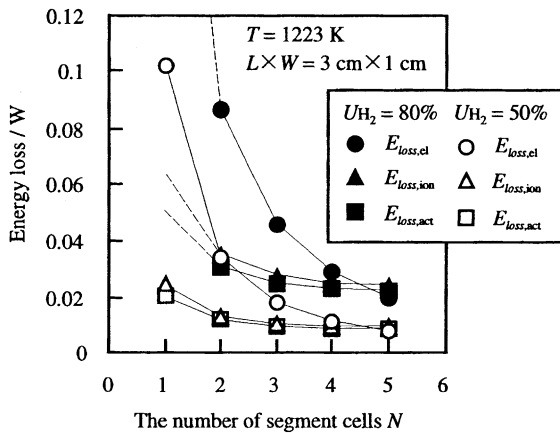 0.12
0.1
0.08
0.06
0.04
0.02
0
Energy loss / W
T = 1223 K
L×W = 3 cm×1 cm
UH2 = 80% UH2 = 50%
Eloss,el Eloss,el
Eloss,ion Eloss,ion
Eloss,act Eloss,act
0 1 2 3 4 5 6
The number of segment cells N